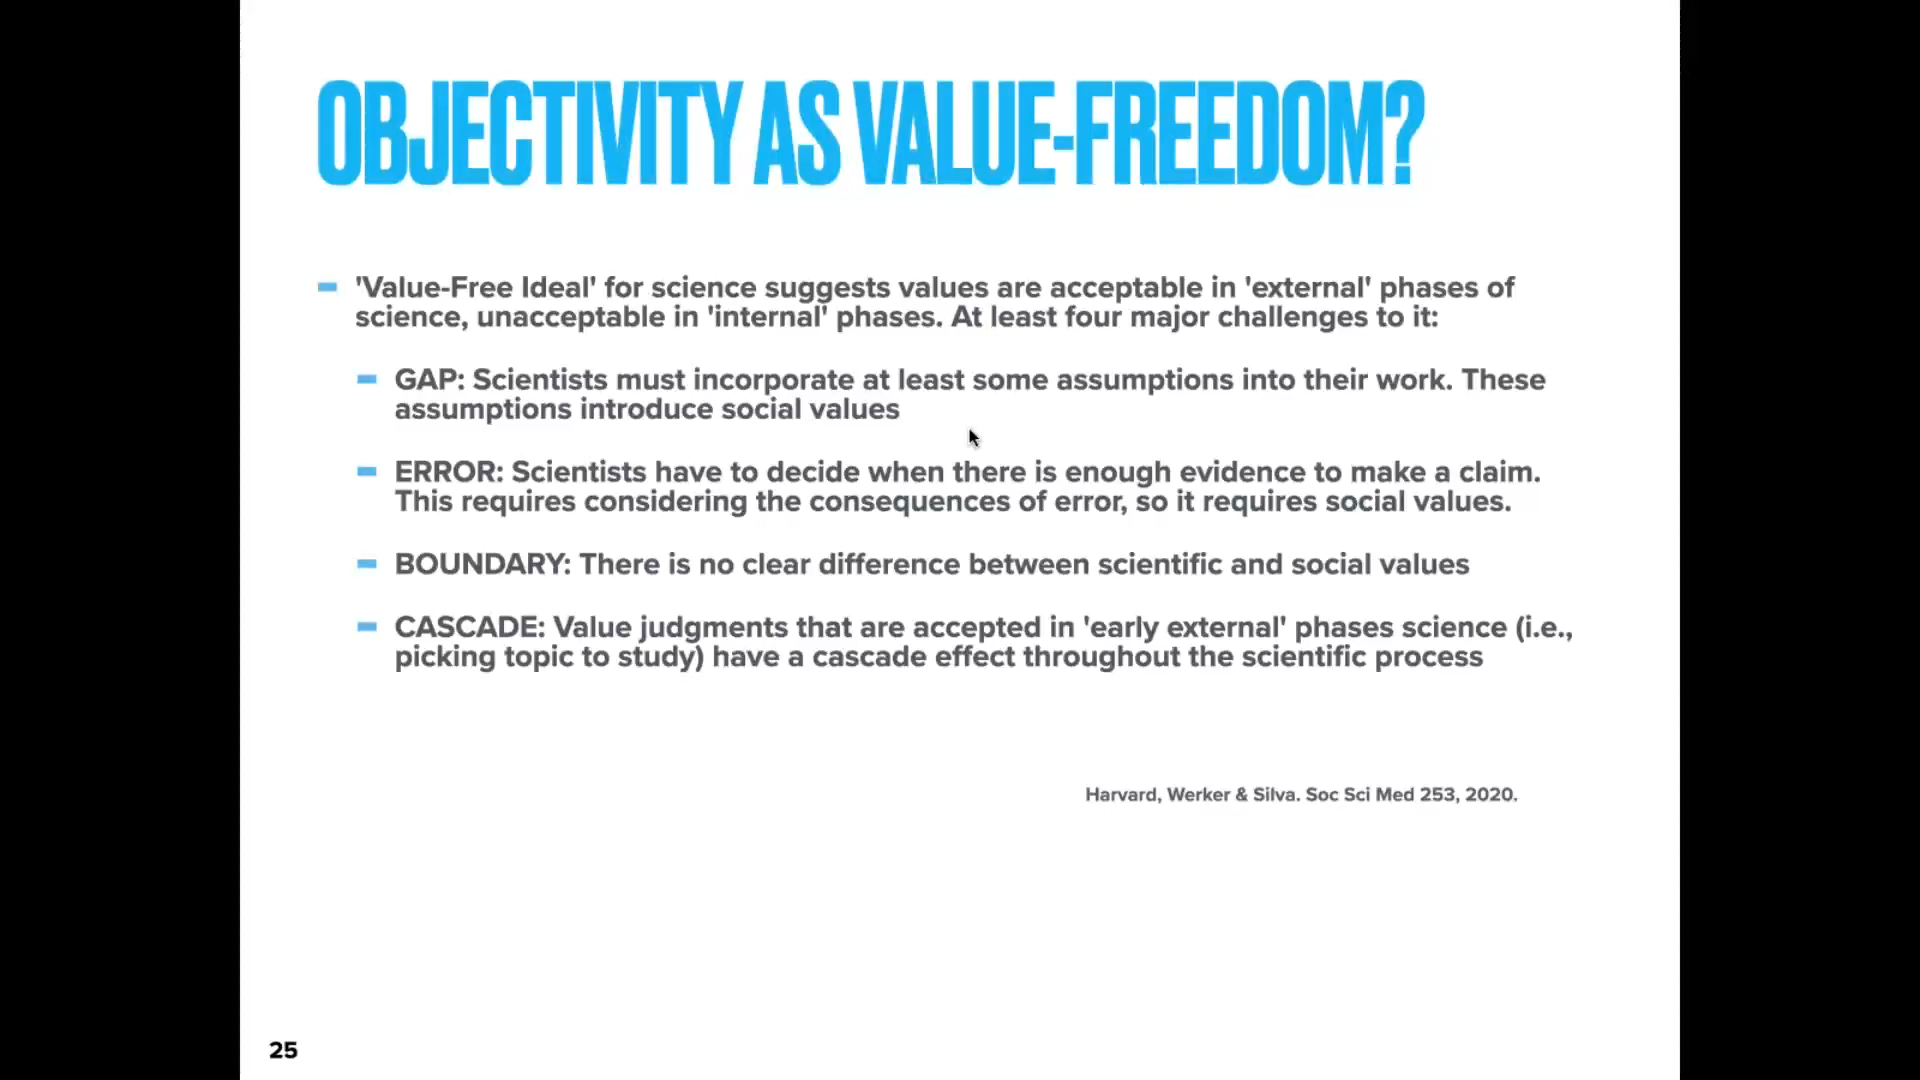 OBJECTIVITY AS VALUE-FREEDOM?
'Value-Free Ideal' for science suggests values are acceptable in 'external' phases of
science, unacceptable in 'internal' phases. At least four major challenges to it:
GAP: Scientists must incorporate at least some assumptions into their work. These
assumptions introduce social values
ERROR: Scientists have to decide when there is enough evidence to make a claim.
This requires considering the consequences of error, so it requires social values.
BOUNDARY: There is no clear difference between scientific and social values
CASCADE: Value judgments that are accepted in 'early external' phases science (i.e.,
picking topic to study) have a cascade effect throughout the scientific process
Harvard, Werker & Silva. Soc Sci Med 253, 2020.
25